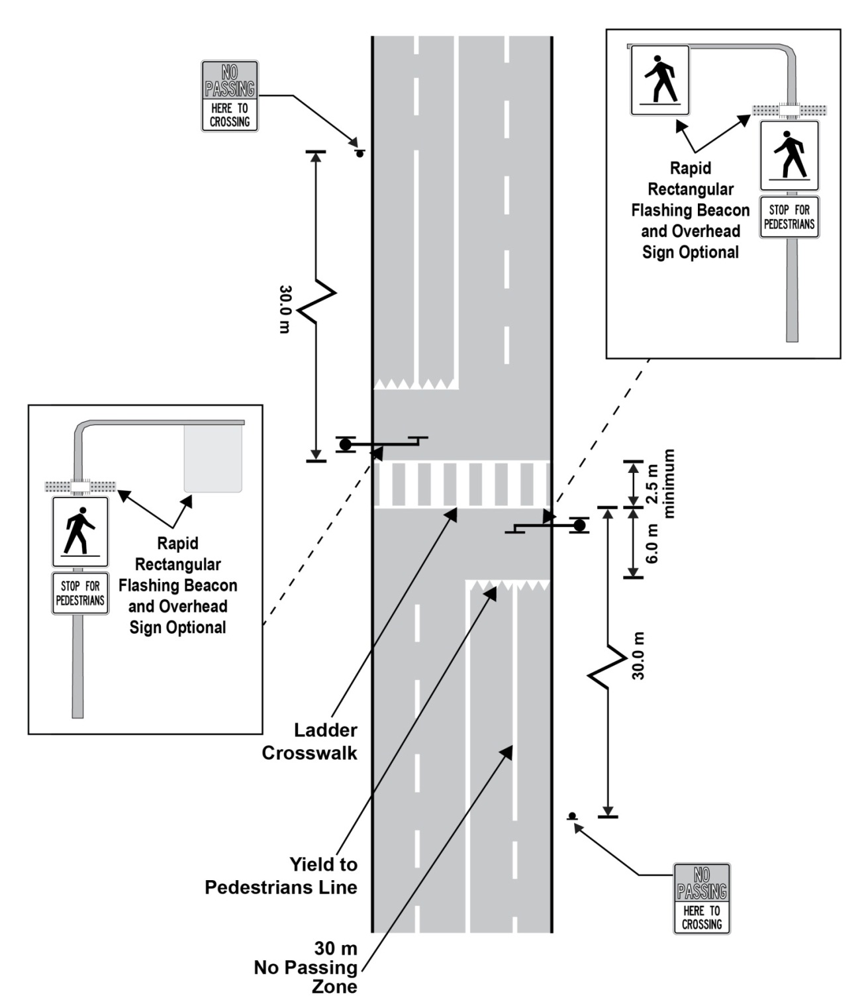 NO
PASSING
HERE TO
CROSSING
Rapid
Rectangular
Flashing Beacon
and Overhead
Sign Optional
STOP FOR
PEDESTRIANS
30.0 m
STOP FOR
PEDESTRIANS
Rapid
Rectangular
Flashing Beacon
and Overhead
Sign Optional
2.5 m
minimum
6.0 m
30.0 m
Ladder
Crosswalk
Yield to
Pedestrians Line
NO
PASSING
HERE TO
CROSSING
30 m
No Passing
Zone